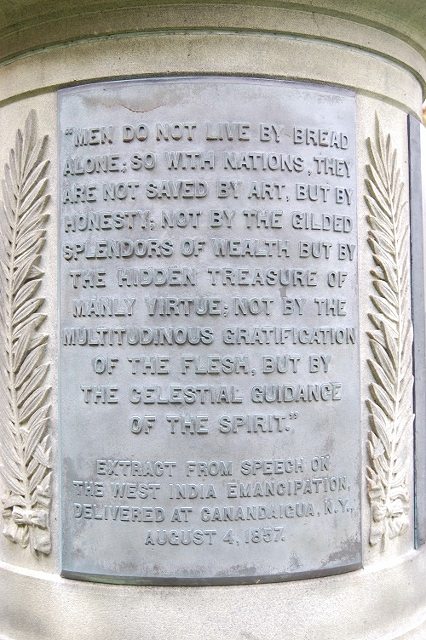 "MEN DO NOT LIVE BY BREAD
ALONE; SO WITH NATIONS, THEY
ARE NOT SAVED BY ART, BUT BY
HONESTY; NOT BY THE GILDED
SPLENDORS OF WEALTH BUT BY
THE HIDDEN TREASURE OF
MANLY VIRTUE; NOT BY THE
MULTITUDINOUS GRATIFICATION
OF THE FLESH, BUT BY
THE CELESTIAL GUIDANCE
OF THE SPIRIT."
EXTRACT FROM SPEECH ON
THE WEST INDIA EMANCIPATION,
DELIVERED AT CANANDAIGUA, N.Y.,
AUGUST 4, 1857.